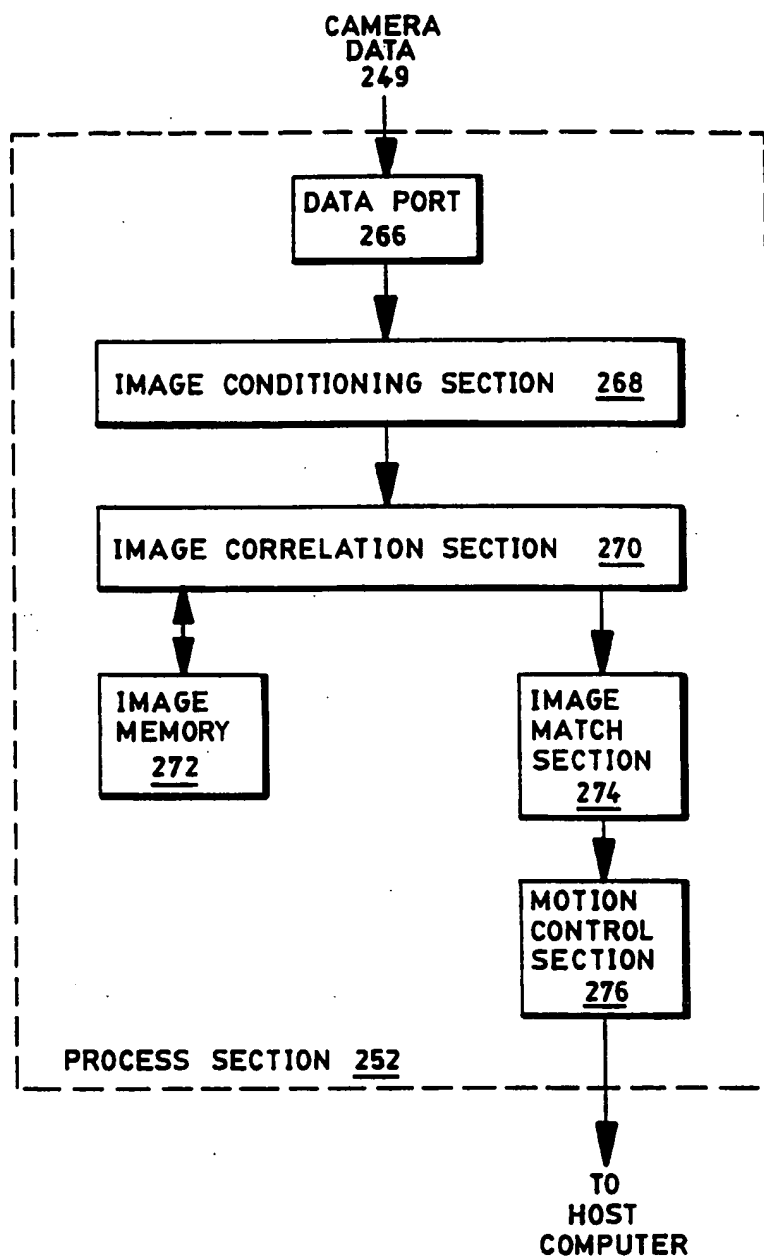 CAMERA
DATA
249
DATA PORT
266
IMAGE CONDITIONING SECTION 268
IMAGE CORRELATION SECTION 270
IMAGE
MEMORY
272
IMAGE
MATCH
SECTION
274
MOTION
CONTROL
SECTION
276
PROCESS SECTION 252
TO
HOST
COMPUTER